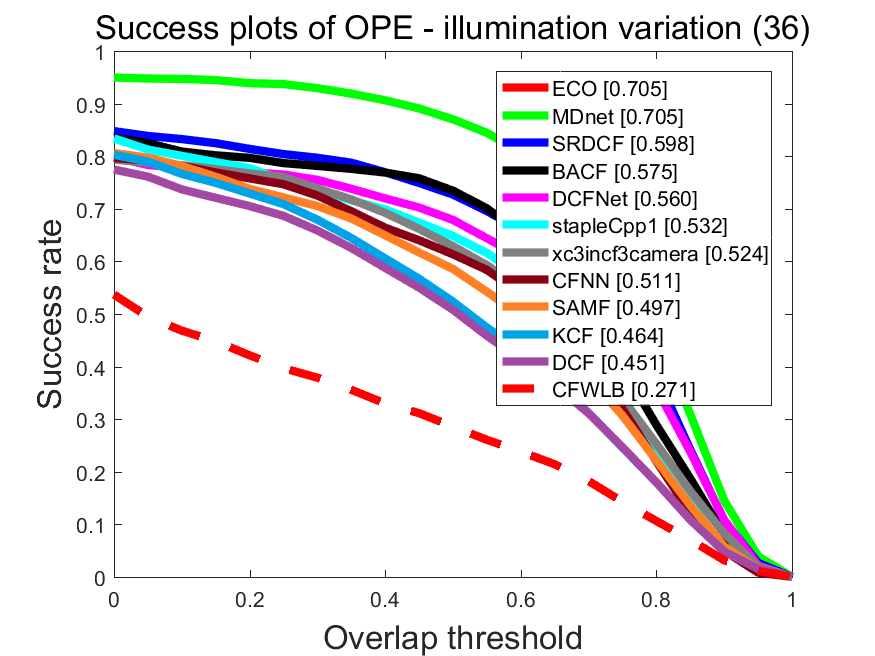 Success plots of OPE - illumination variation (36)
1
0.9
0.8
0.7
0.6
0.5
0.4
0.3
0.2
0.1
0
Success rate
ECO [0.705]
MDnet [0.705]
SRDCF [0.598]
BACF [0.575]
DCFNet [0.560]
stapleCpp1 [0.532]
xc3incf3camera [0.524]
CFNN [0.511]
SAMF [0.497]
KCF [0.464]
DCF [0.451]
CFWLB [0.271]
0 0.2 0.4 0.6 0.8 1
Overlap threshold